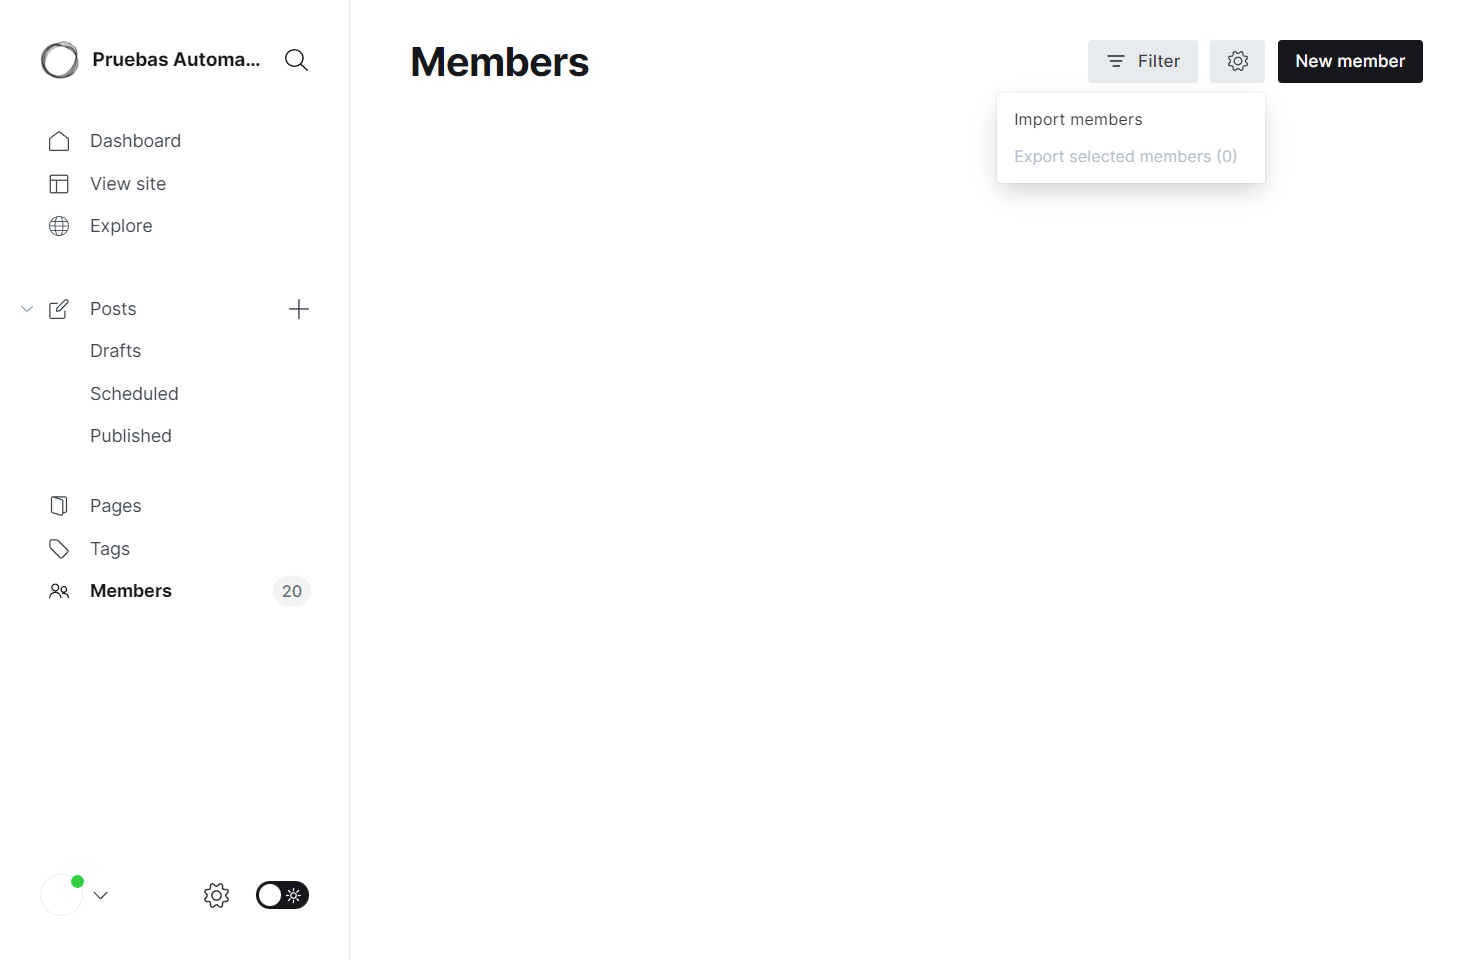 Pruebas Automa...
Dashboard
View site
Explore
Posts
Drafts
Scheduled
Published
Pages
Tags
Members
20
Members
Filter
New member
Import members
Export selected members (0)